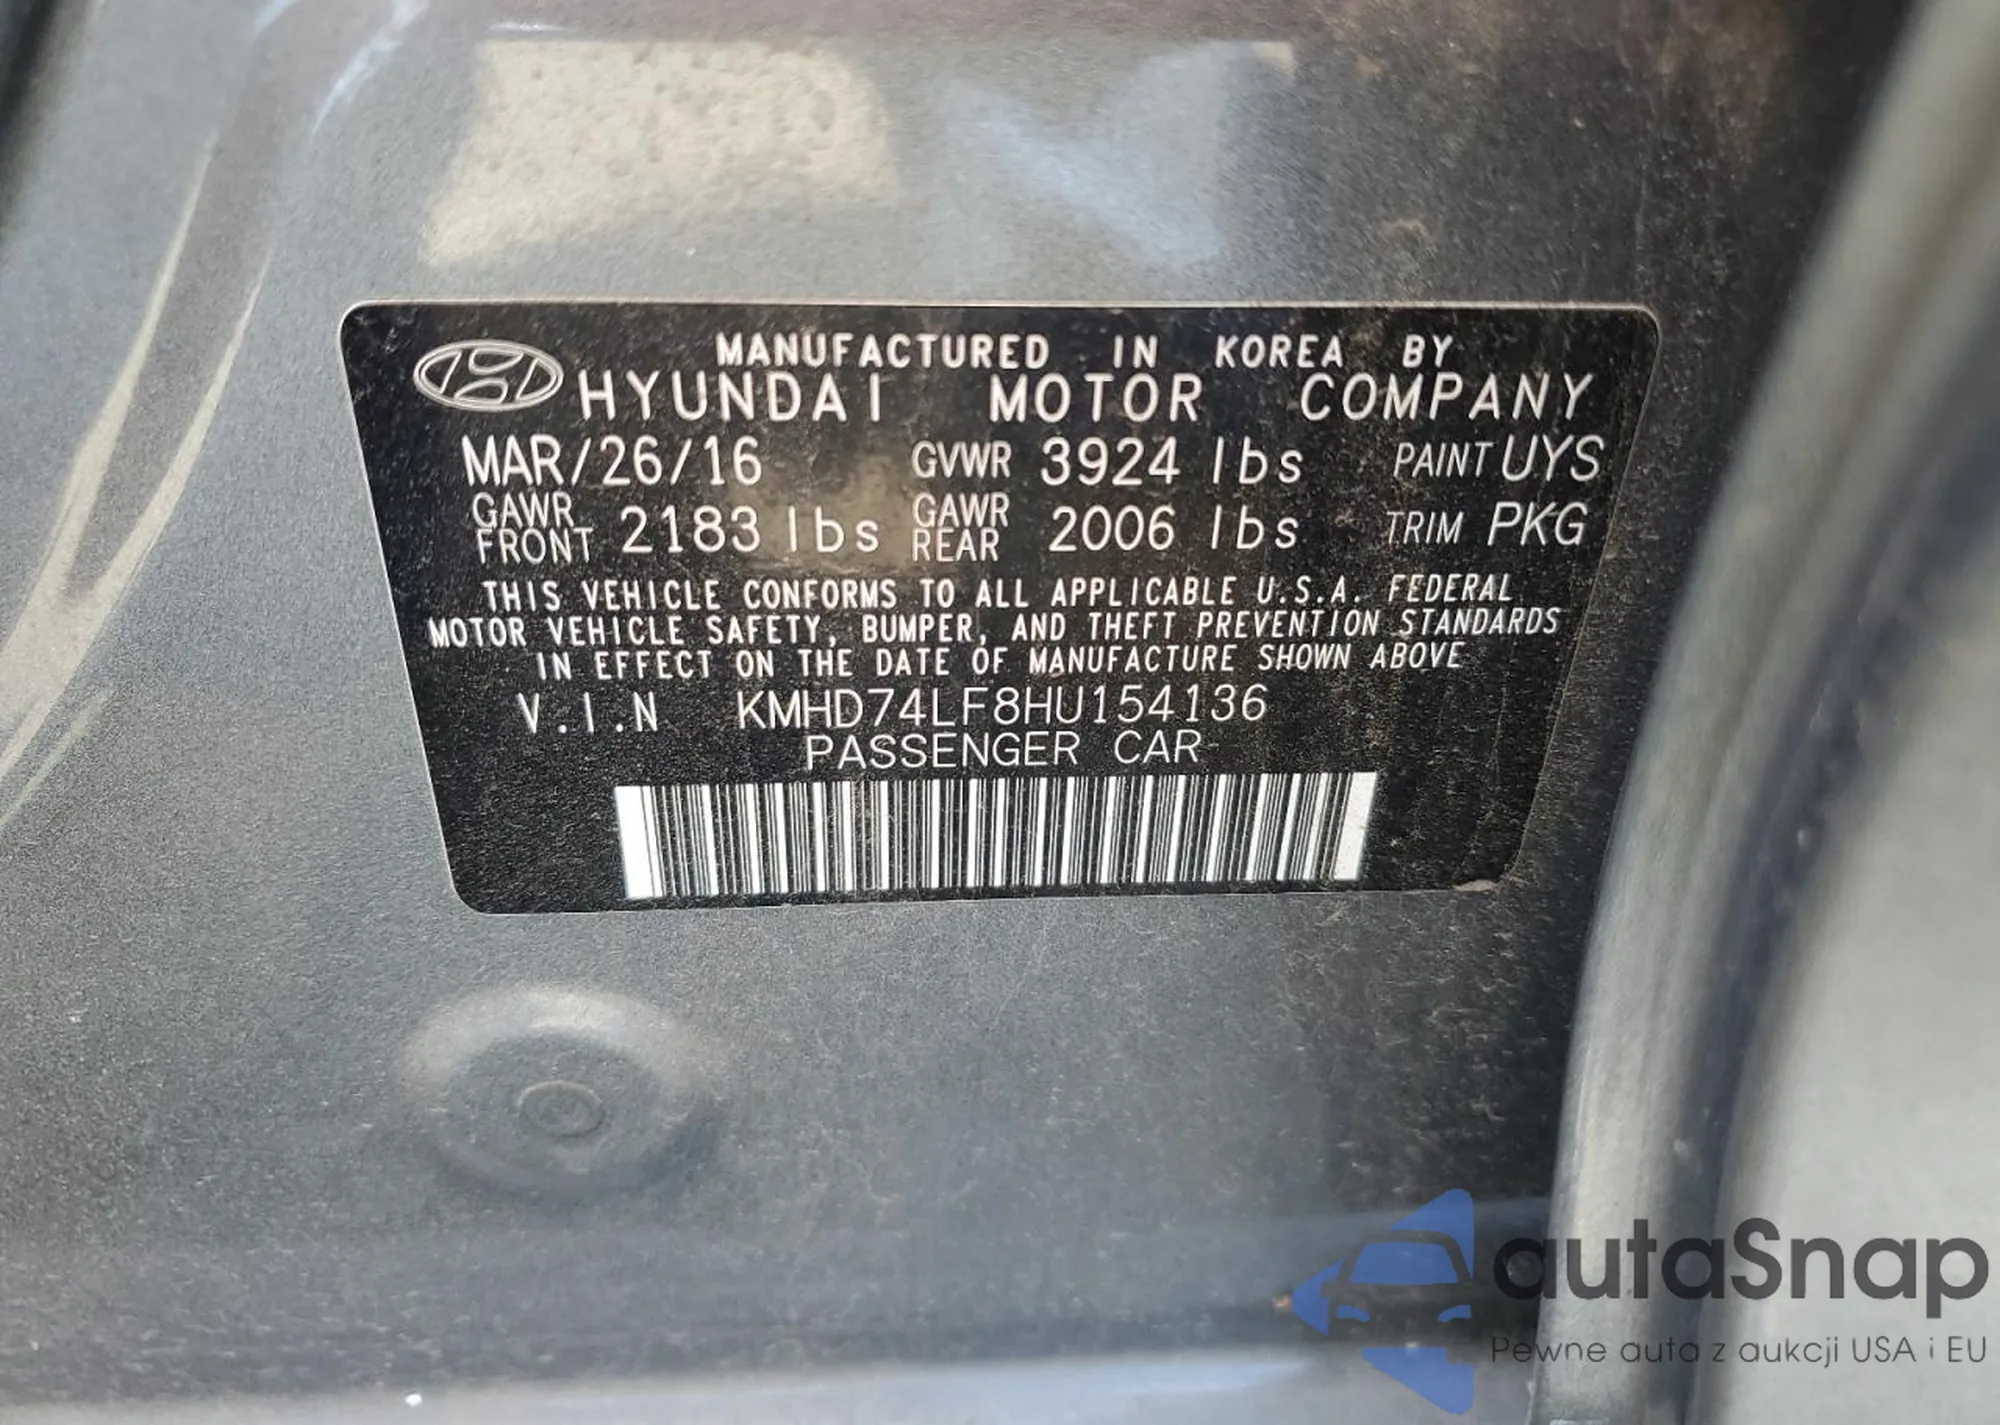 MANUFACTURED IN KOREA BY
HYUNDAI MOTOR COMPANY
MAR/26/16 GVWR 3924 lbs PAINT UYS
GAWR FRONT 2183 lbs GAWR REAR 2006 lbs TRIM PKG
THIS VEHICLE CONFORMS TO ALL APPLICABLE U.S.A. FEDERAL
MOTOR VEHICLE SAFETY, BUMPER, AND THEFT PREVENTION STANDARDS
IN EFFECT ON THE DATE OF MANUFACTURE SHOWN ABOVE
V.I.N KMHD74LF8HU154136
PASSENGER CAR
autaSnap
Pewne auta z aukcji USA i EU